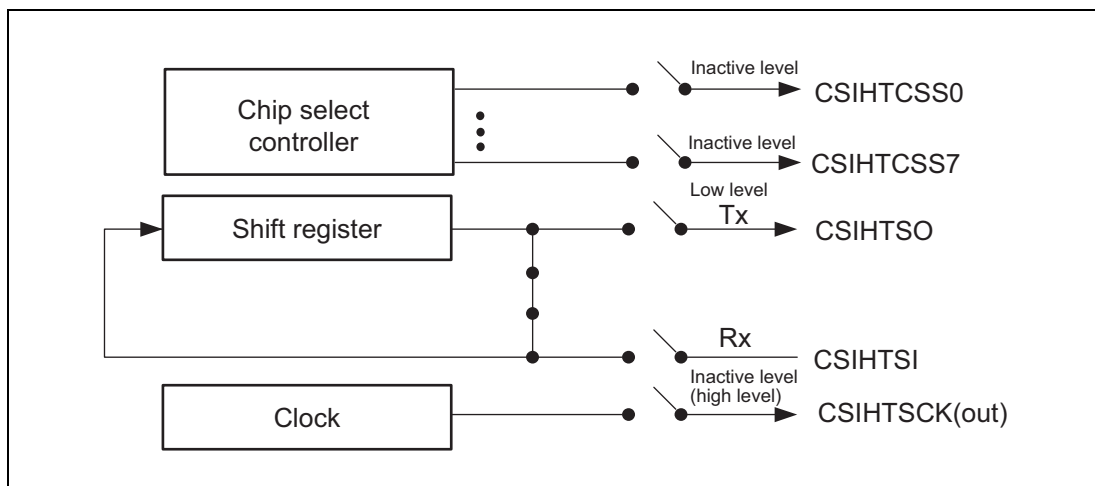 Chip select
controller
Inactive level
CSIHTCSS0
Inactive level
CSIHTCSS7
Shift register
Low level
Tx
CSIHTSO
Rx
CSIHTSI
Clock
Inactive level
(high level)
CSIHTSCK(out)